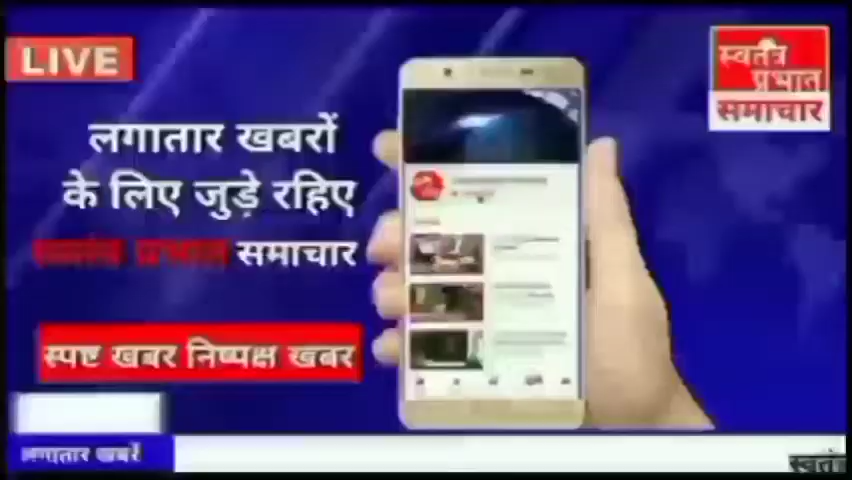 LIVE
स्वतंत्र
प्रभात
समाचार
लगातार खबरों
के लिए जुड़े रहिए
स्वतंत्र प्रभात समाचार
स्पष्ट खबर निष्पक्ष खबर
लगातार खबरें